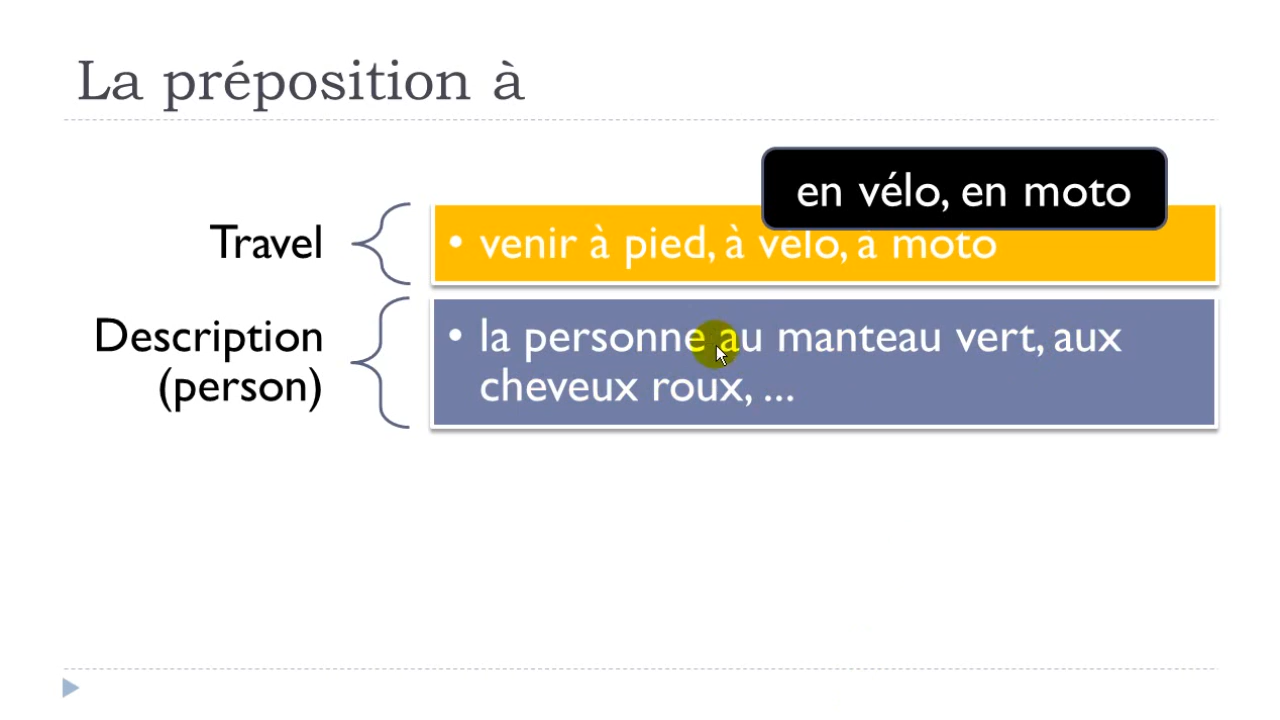 La préposition à
en vélo, en moto
Travel
• venir à pied, à vélo, à moto
Description
(person)
• la personne au manteau vert, aux
cheveux roux, ...